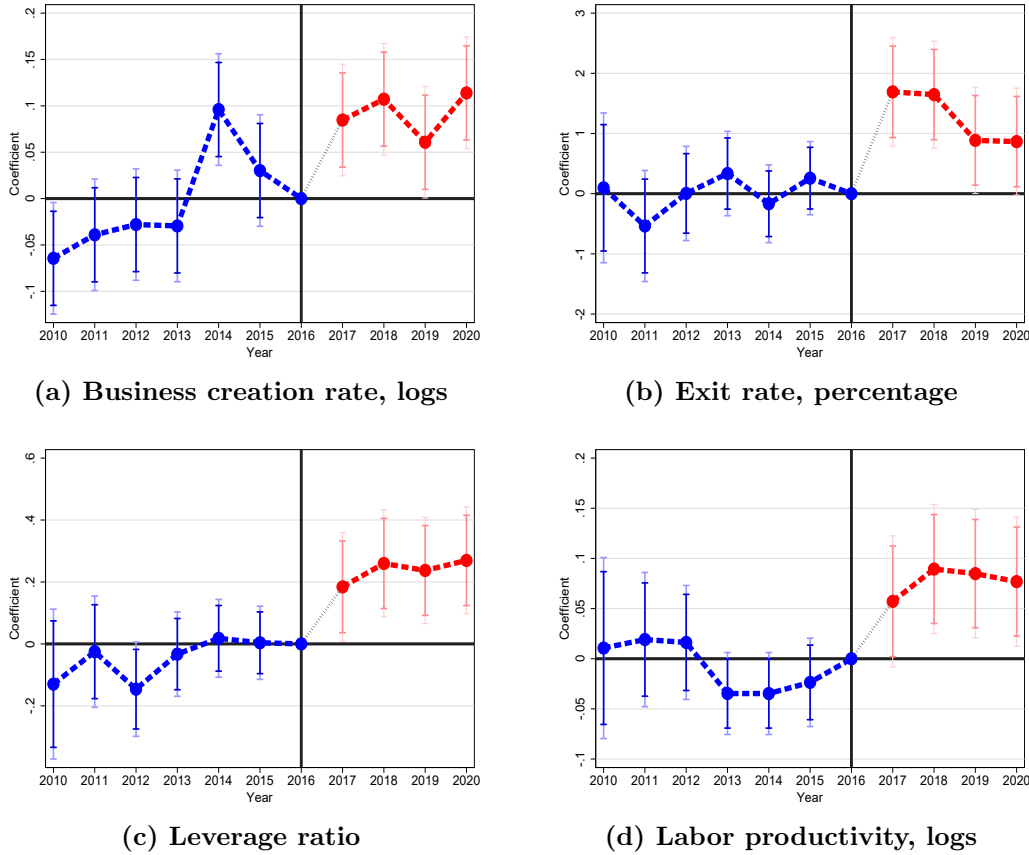 .2
.15
.1
.05
0
-.05
-.1
Coefficient
2010 2011 2012 2013 2014 2015 2016 2017 2018 2019 2020
Year
(a) Business creation rate, logs
3
2
1
0
-1
-2
Coefficient
2010 2011 2012 2013 2014 2015 2016 2017 2018 2019 2020
Year
(b) Exit rate, percentage
.6
.4
.2
0
-.2
Coefficient
2010 2011 2012 2013 2014 2015 2016 2017 2018 2019 2020
Year
(c) Leverage ratio
.2
.15
.1
.05
0
-.05
-.1
Coefficient
2010 2011 2012 2013 2014 2015 2016 2017 2018 2019 2020
Year
(d) Labor productivity, logs